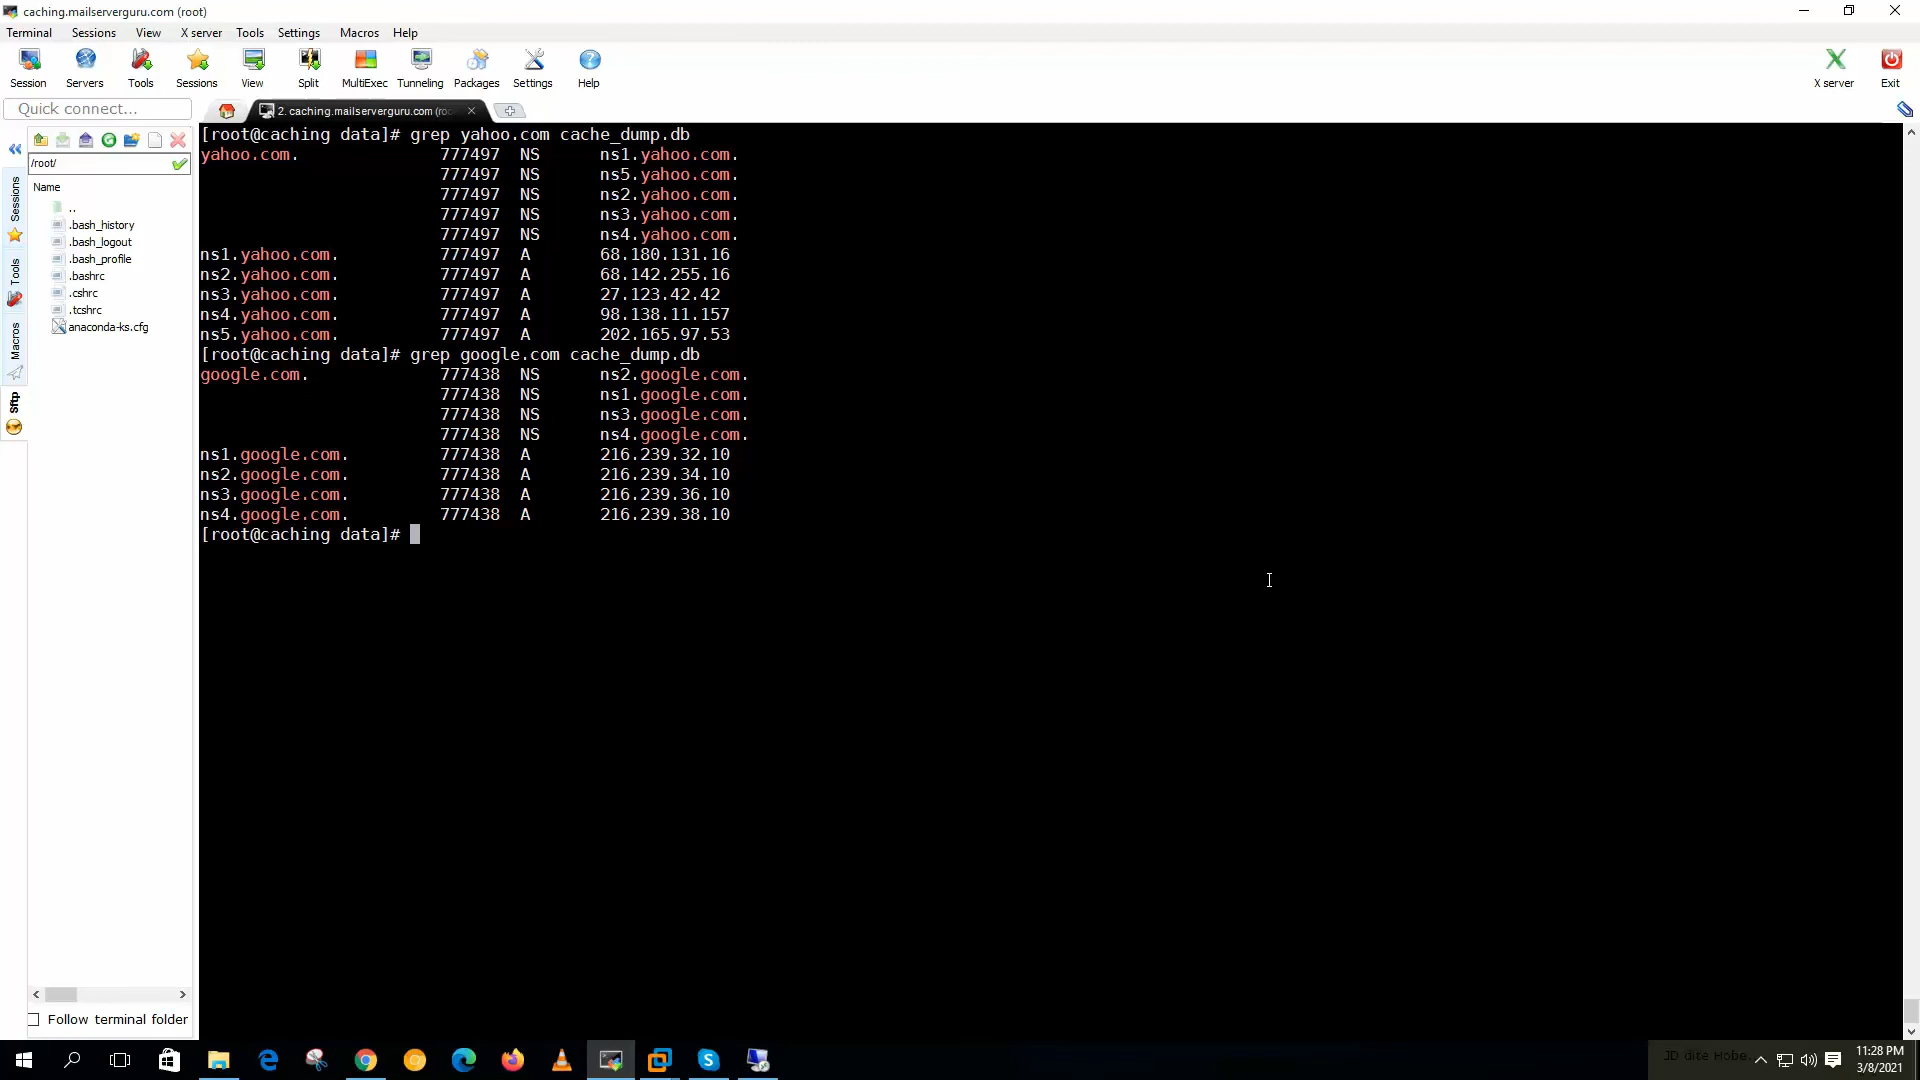 caching.mailserverguru.com (root)
Terminal Sessions View X server Tools Settings Macros Help
Session Servers Tools Sessions View Split MultiExec Tunneling Packages Settings Help X server Exit
Quick connect... 2. caching.mailserverguru.com (ro
/root/
Name
..
.bash_history
.bash_logout
.bash_profile
.bashrc
.cshrc
.tcshrc
anaconda-ks.cfg
Sessions
Tools
Macros
Sftp
Follow terminal folder
[root@caching data]# grep yahoo.com cache_dump.db
yahoo.com. 777497 NS ns1.yahoo.com.
777497 NS ns5.yahoo.com.
777497 NS ns2.yahoo.com.
777497 NS ns3.yahoo.com.
777497 NS ns4.yahoo.com.
ns1.yahoo.com. 777497 A 68.180.131.16
ns2.yahoo.com. 777497 A 68.142.255.16
ns3.yahoo.com. 777497 A 27.123.42.42
ns4.yahoo.com. 777497 A 98.138.11.157
ns5.yahoo.com. 777497 A 202.165.97.53
[root@caching data]# grep google.com cache_dump.db
google.com. 777438 NS ns2.google.com.
777438 NS ns1.google.com.
777438 NS ns3.google.com.
777438 NS ns4.google.com.
ns1.google.com. 777438 A 216.239.32.10
ns2.google.com. 777438 A 216.239.34.10
ns3.google.com. 777438 A 216.239.36.10
ns4.google.com. 777438 A 216.239.38.10
[root@caching data]#
11:28 PM
3/8/2021